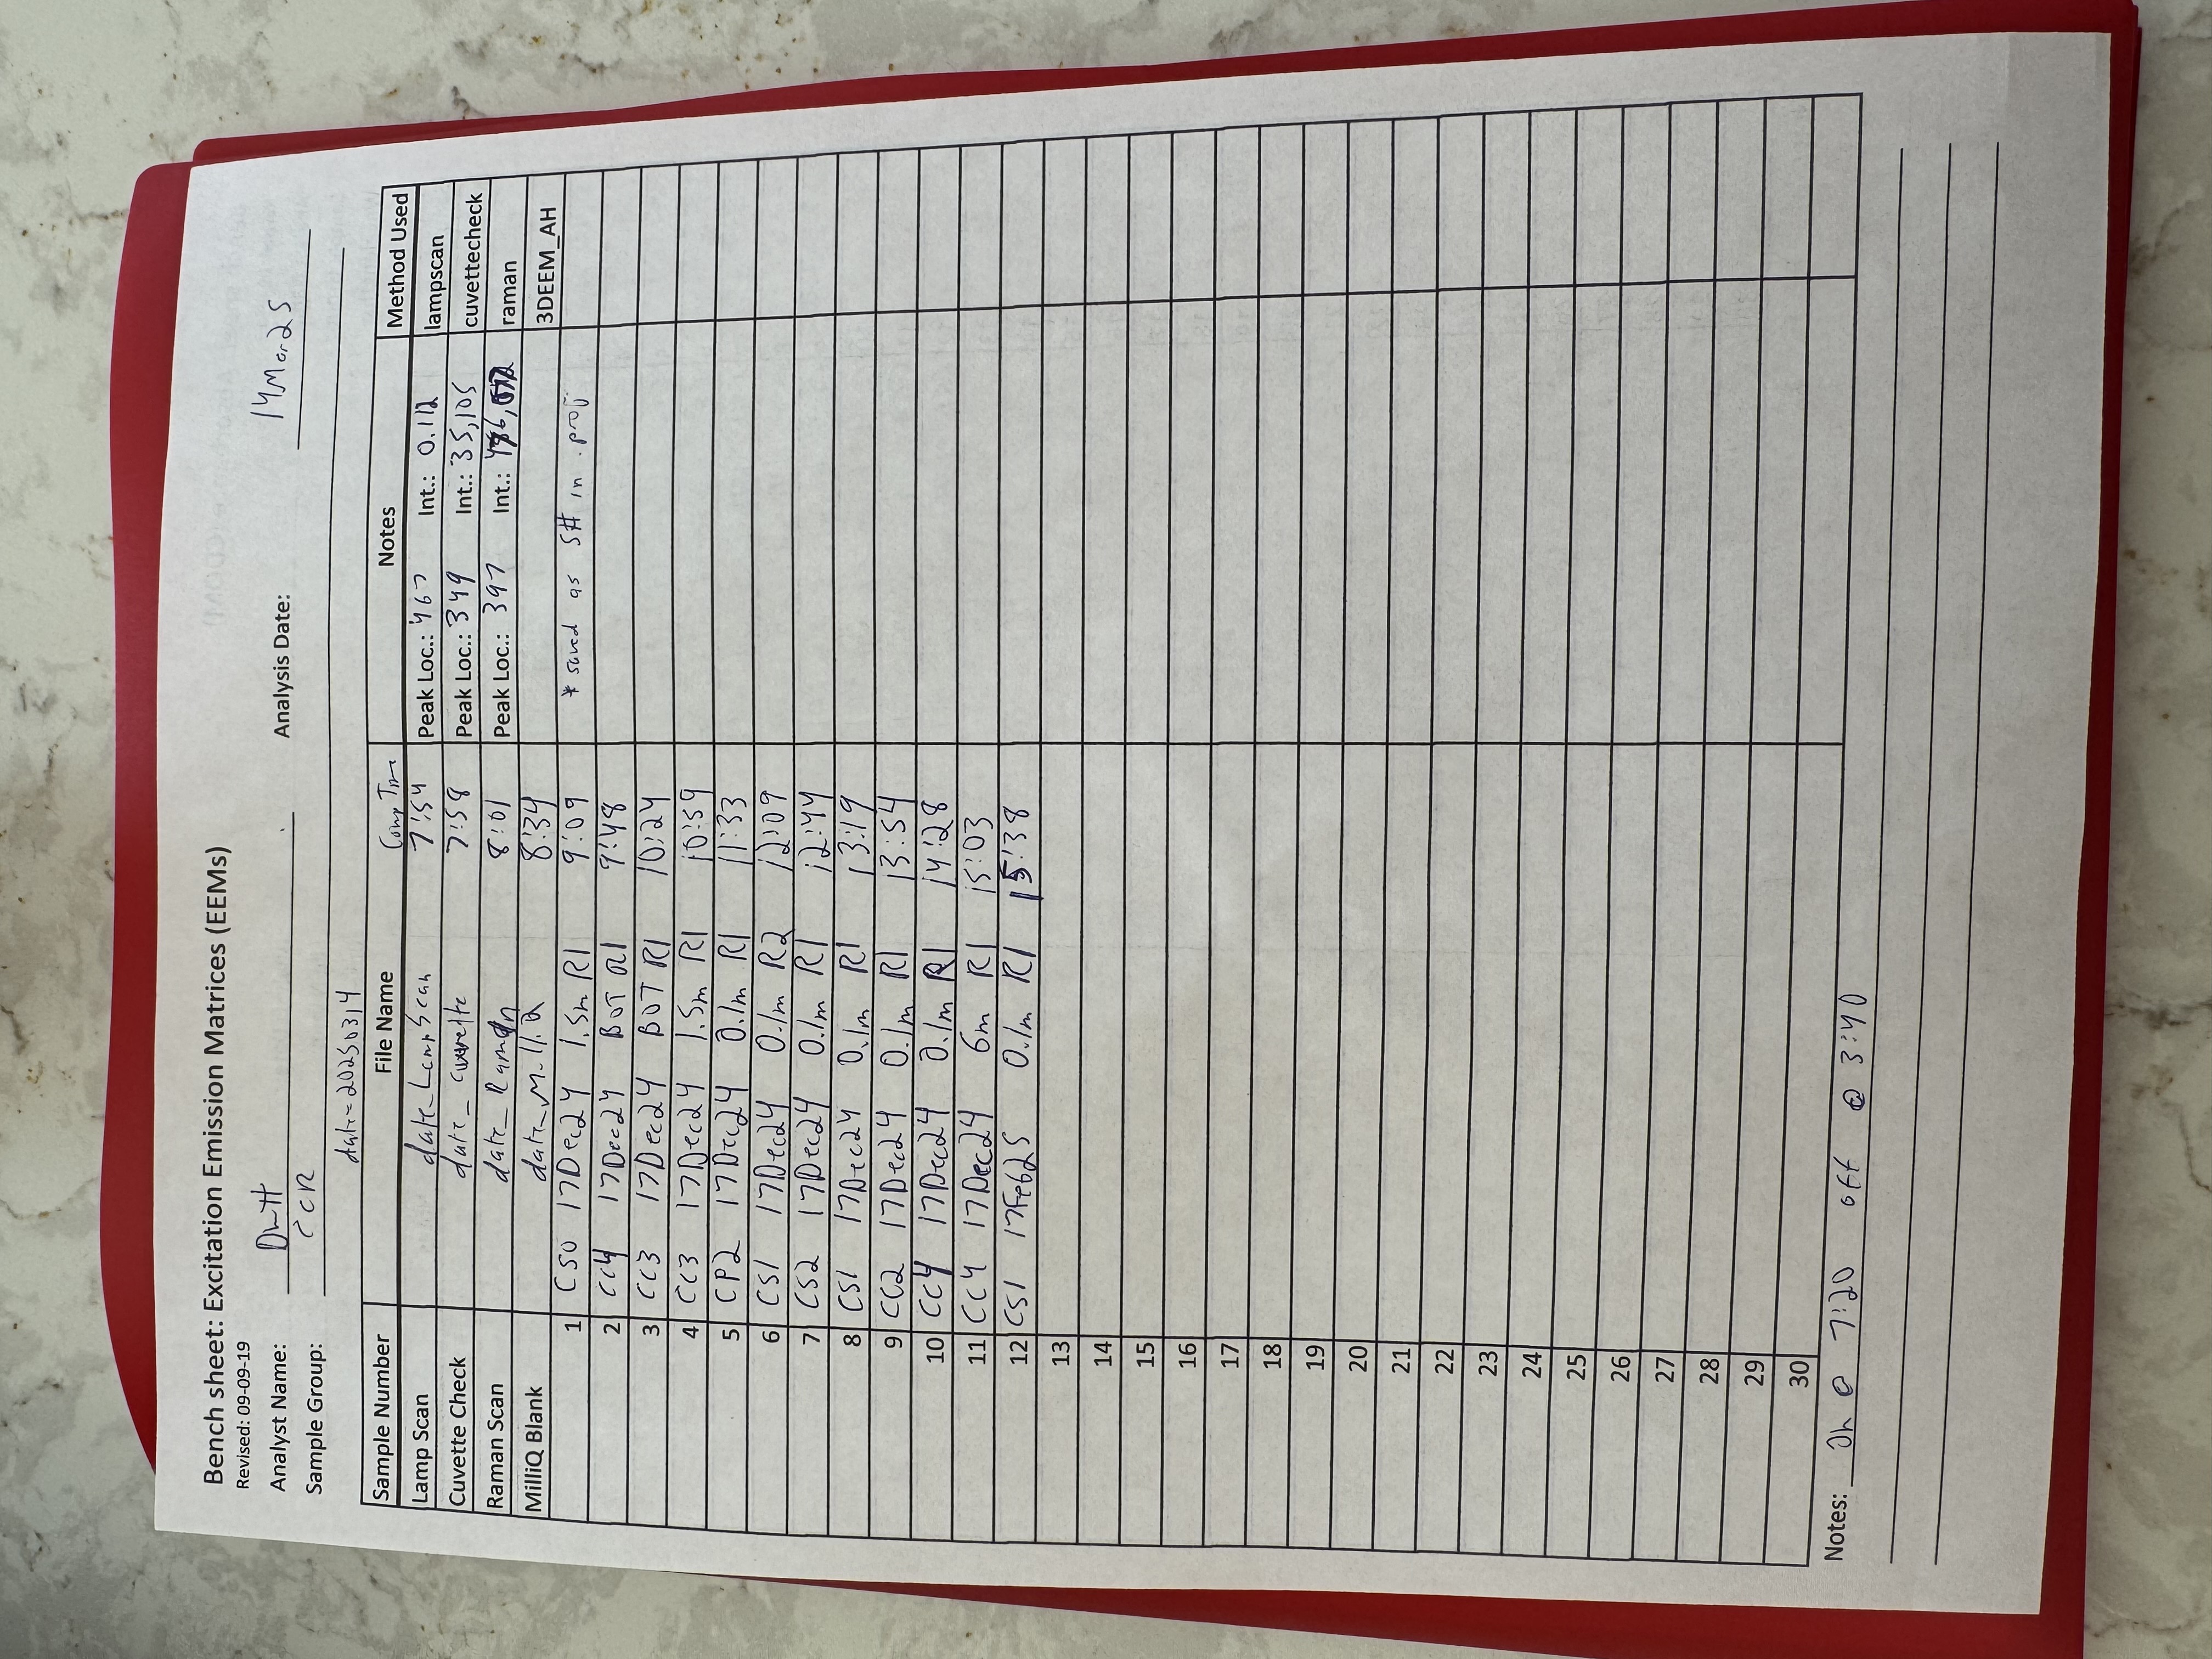 Bench sheet: Excitation Emission Matrices (EEMs)
Revised: 09-09-19
Analyst Name: DWH Analysis Date: 14Mar25
Sample Group: CCR
date=20250314
Sample Number File Name Comp Time Notes Method Used
Lamp Scan date_LampScan 7:54 Peak Loc.: 467 Int.: 0.112 lampscan
Cuvette Check date_cuvette 7:58 Peak Loc.: 349 Int.: 35,105 cuvettecheck
Raman Scan date_Raman 8:01 Peak Loc.: 397 Int.: raman
MilliQ Blank date_MilliQ 8:34 3DEEM_AH
1 CS0 17Dec24 1.5m R1 9:09 * saved as S# in .proj
2 CC4 17Dec24 BOT R1 9:48
3 CC3 17Dec24 BOT R1 10:24
4 CC3 17Dec24 1.5m R1 10:59
5 CP2 17Dec24 0.1m R1 11:33
6 CS1 17Dec24 0.1m R2 12:09
7 CS2 17Dec24 0.1m R1 12:44
8 CS1 17Dec24 0.1m R1 13:19
9 CC2 17Dec24 0.1m R1 13:54
10 CC4 17Dec24 0.1m R1 14:28
11 CC4 17Dec24 6m R1 15:03
12 CS1 17Feb25 0.1m R1 15:38
13
14
15
16
17
18
19
20
21
22
23
24
25
26
27
28
29
30
Notes: On @ 7:20 off @ 3:40